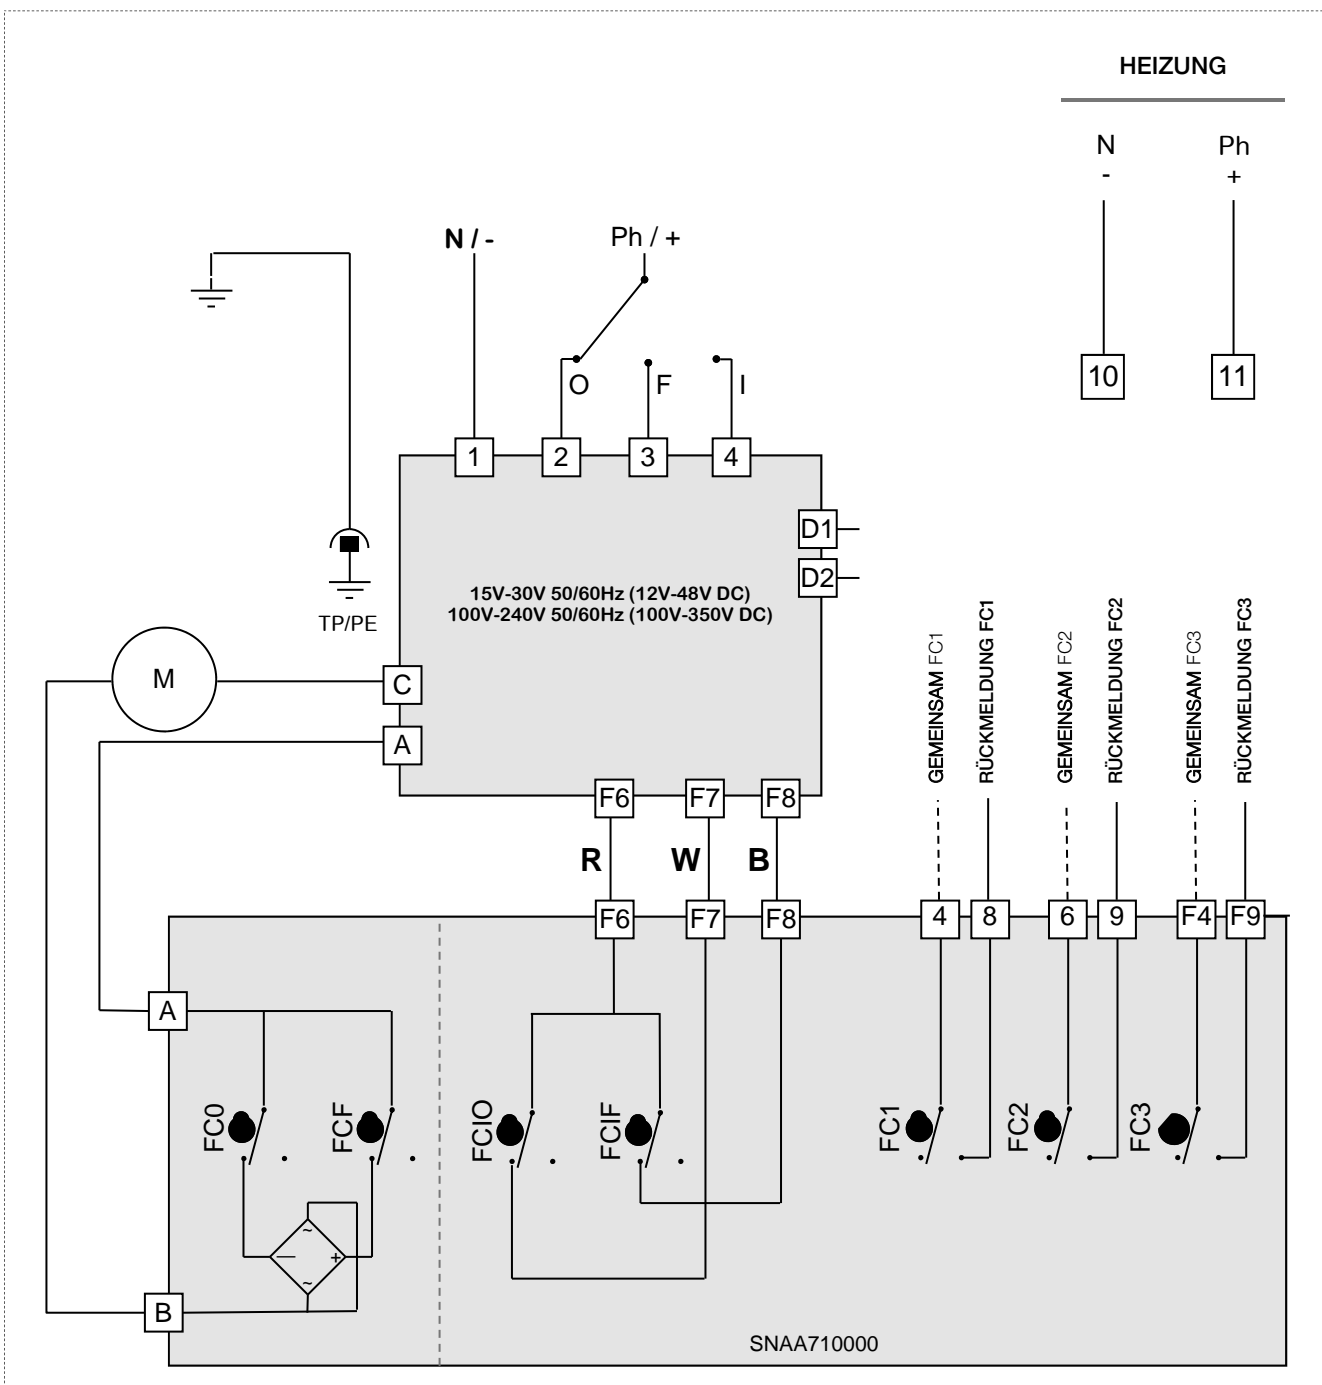 HEIZUNG
N
-
Ph
+
N / -
Ph / +
10
11
O
F
I
1
2
3
4
D1
D2
15V-30V 50/60Hz (12V-48V DC)
100V-240V 50/60Hz (100V-350V DC)
TP/PE
M
C
A
GEMEINSAM FC1
RÜCKMELDUNG FC1
GEMEINSAM FC2
RÜCKMELDUNG FC2
GEMEINSAM FC3
RÜCKMELDUNG FC3
F6
F7
F8
R
W
B
F6
F7
F8
4
8
6
9
F4
F9
A
FC0
FCF
FCIO
FCIF
FC1
FC2
FC3
~
—
+
~
B
SNAA710000